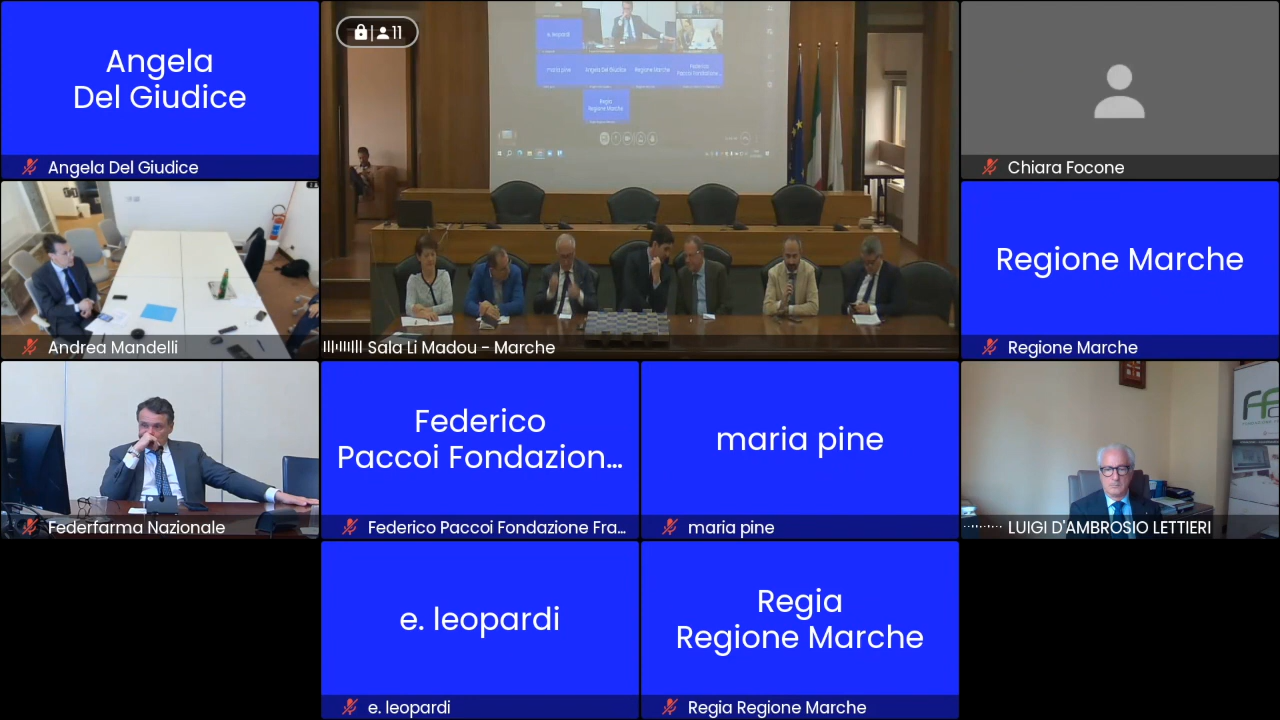 Angela
Del Giudice
Angela Del Giudice
11
Chiara Focone
Andrea Mandelli
Sala Li Madou - Marche
Regione Marche
Regione Marche
Federfarma Nazionale
Federico
Paccoi Fondazion...
Federico Paccoi Fondazione Fra...
maria pine
maria pine
LUIGI D'AMBROSIO LETTIERI
e. leopardi
e. leopardi
Regia
Regione Marche
Regia Regione Marche